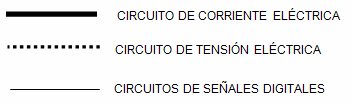 CIRCUITO DE CORRIENTE ELÉCTRICA
CIRCUITO DE TENSIÓN ELÉCTRICA
CIRCUITOS DE SEÑALES DIGITALES